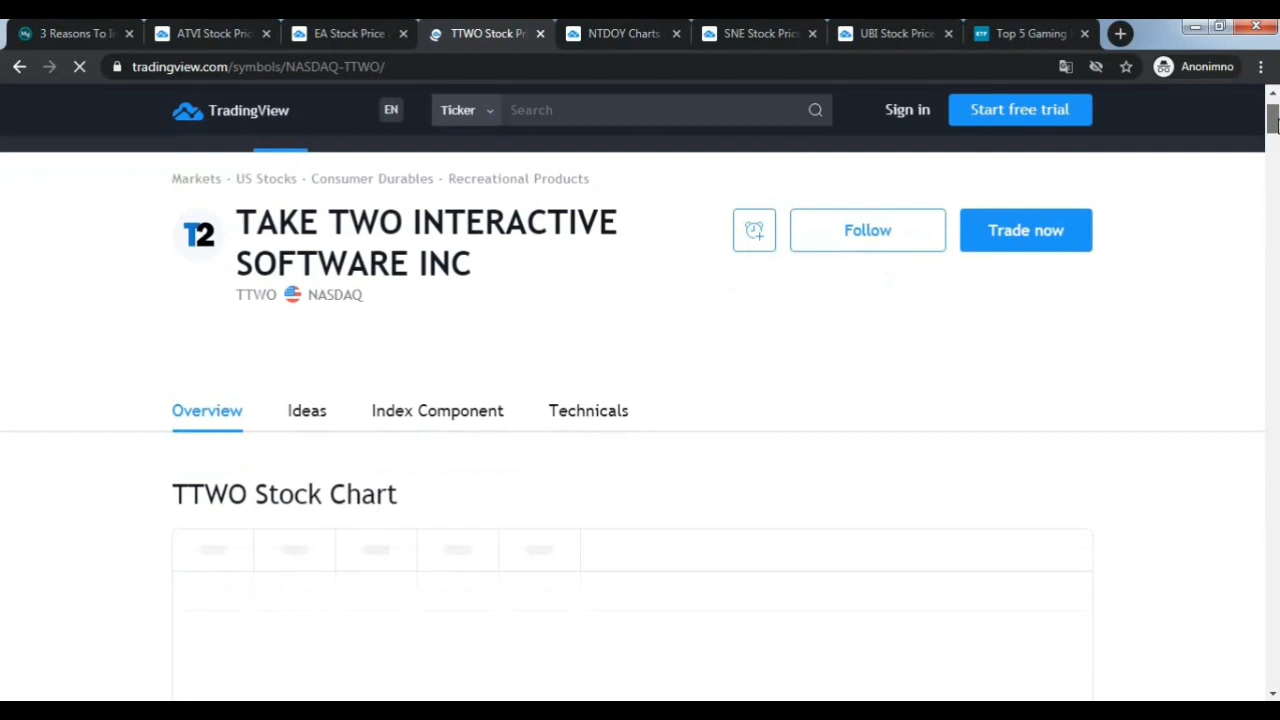 3 Reasons To I
ATVI Stock Pric
EA Stock Price
TTWO Stock P
NTDOY Charts
SNE Stock Pric
UBI Stock Price
ETF
Top 5 Gaming
tradingview.com/symbols/NASDAQ-TTWO/
Anonimno
TradingView
EN
Ticker
Search
Sign in
Start free trial
Markets · US Stocks · Consumer Durables · Recreational Products
T2
TAKE TWO INTERACTIVE
SOFTWARE INC
TTWO NASDAQ
Follow
Trade now
Overview
Ideas
Index Component
Technicals
TTWO Stock Chart